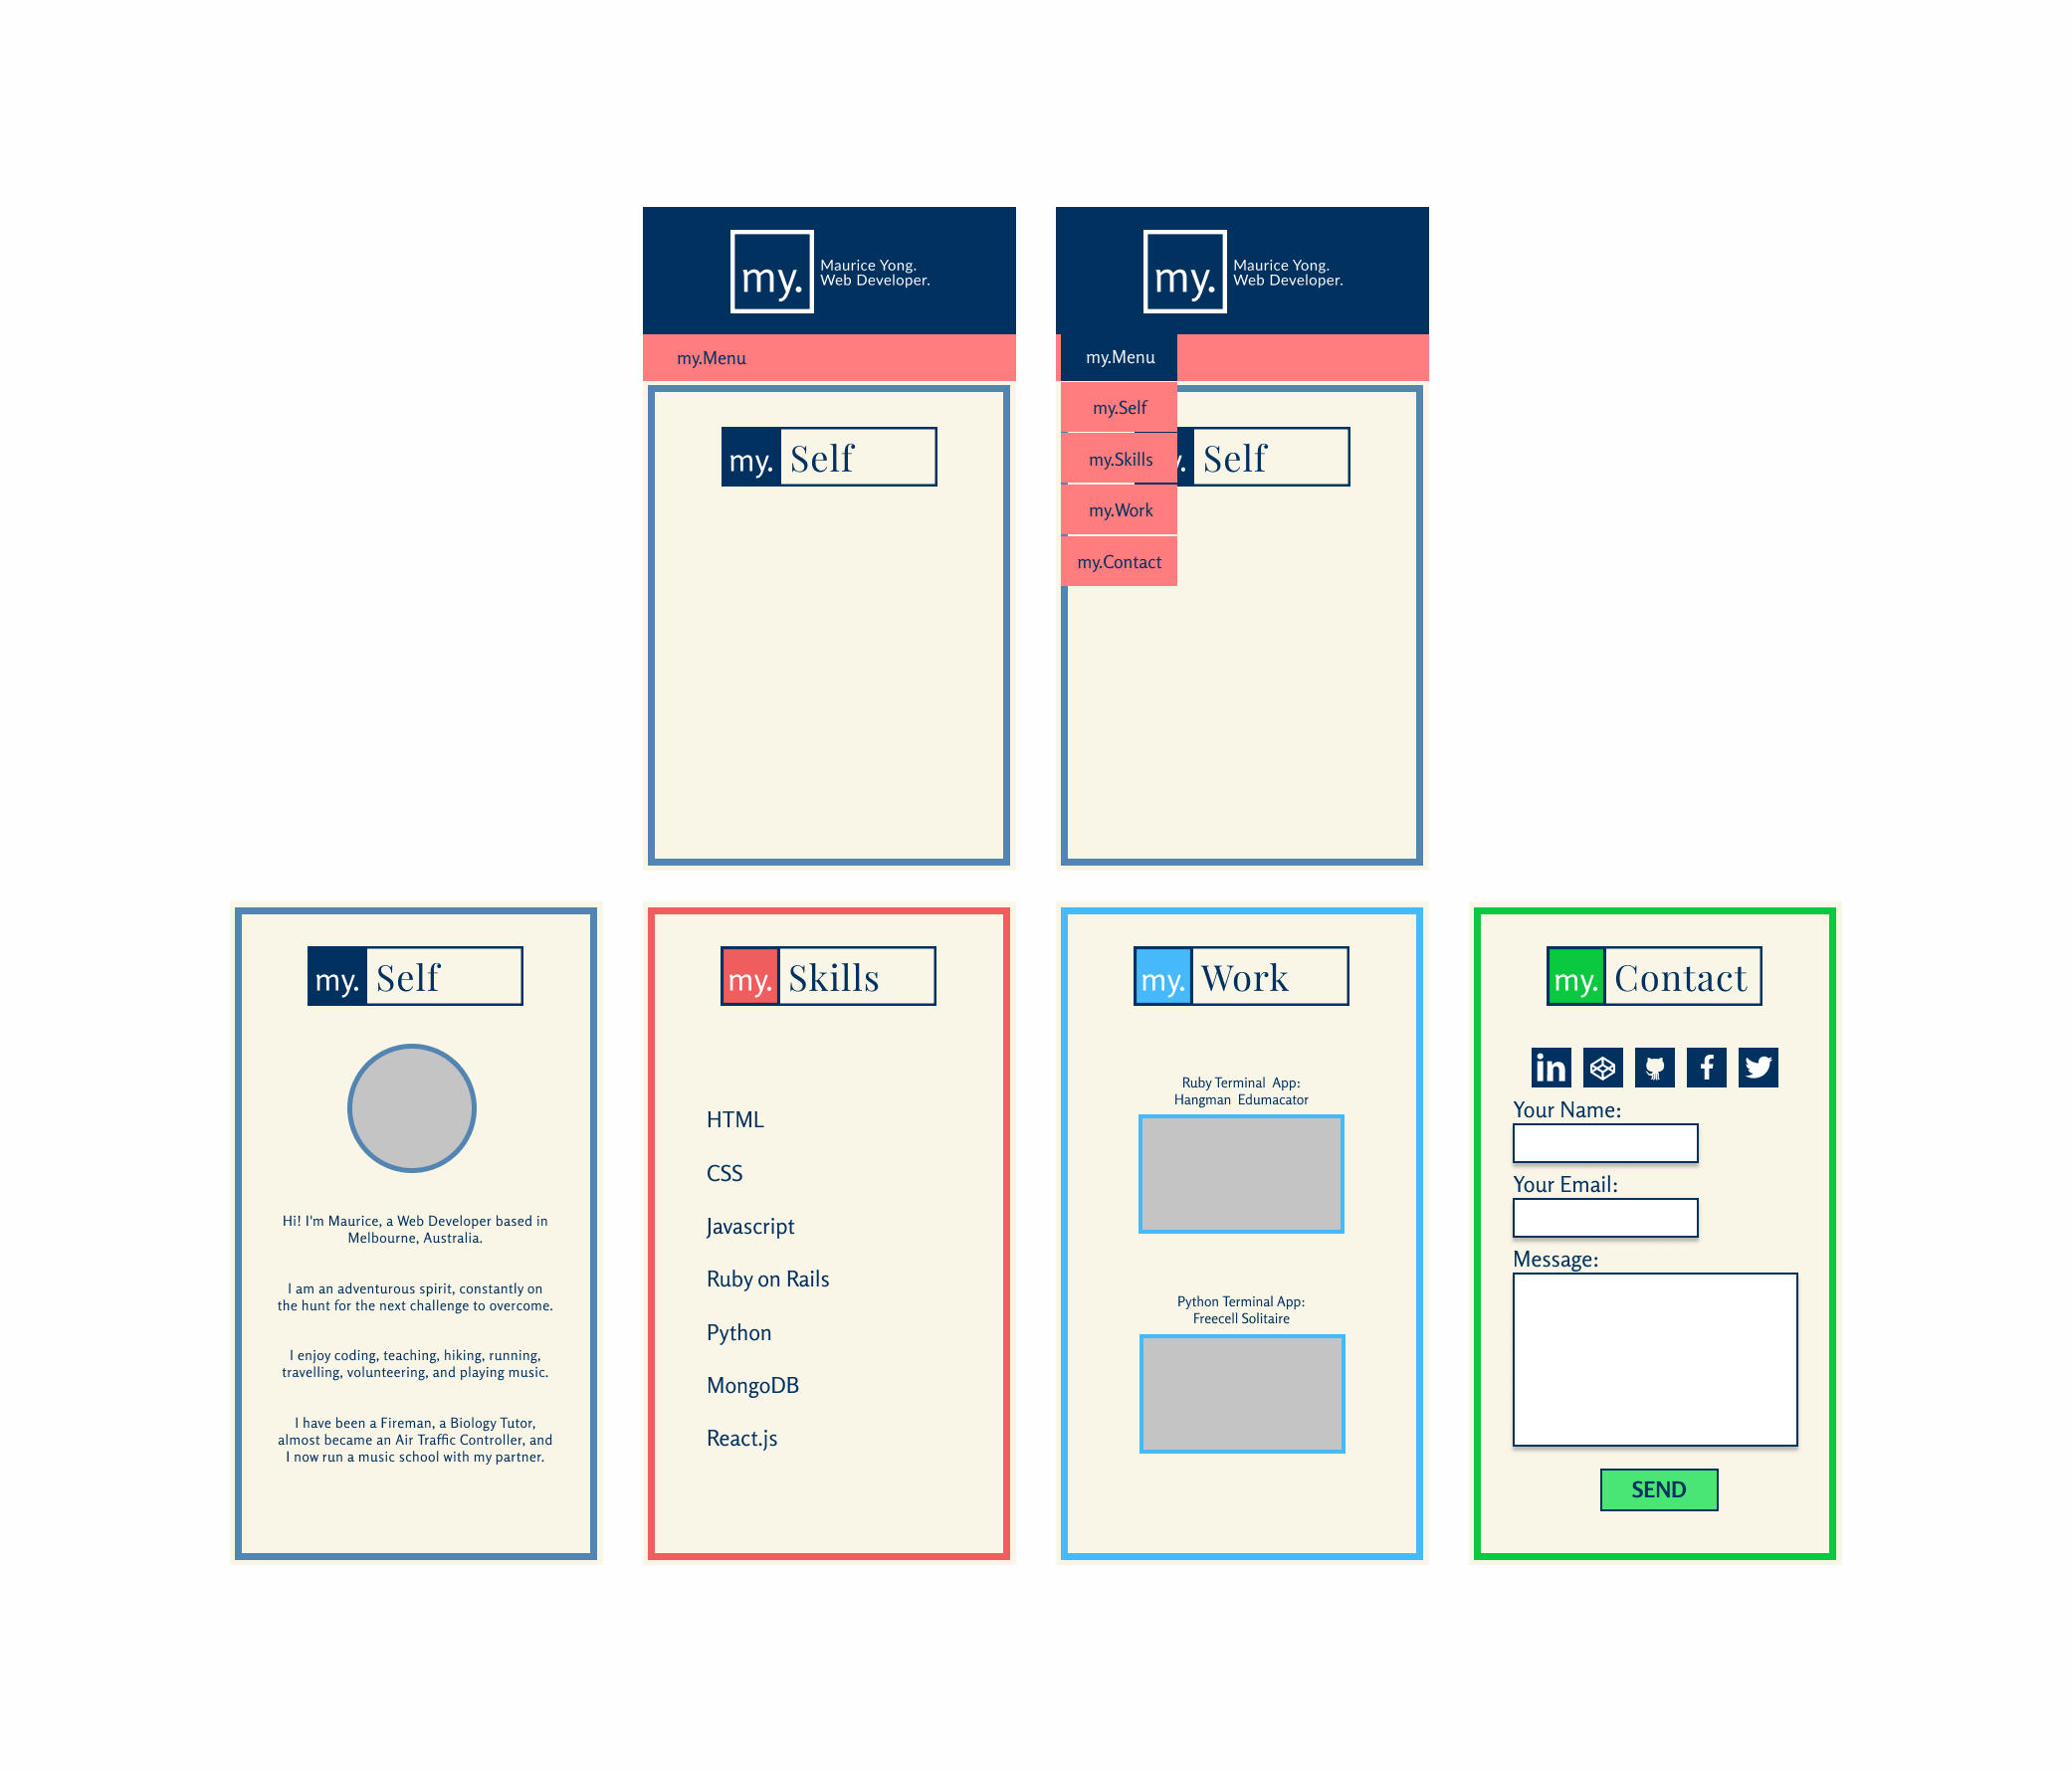 my.
Maurice Yong.
Web Developer.
my.Menu
my. Self
my.
Maurice Yong.
Web Developer.
my.Menu
my.Self
my.Skills
my.Work
my.Contact
Self
my. Self
Hi! I'm Maurice, a Web Developer based in
Melbourne, Australia.
I am an adventurous spirit, constantly on
the hunt for the next challenge to overcome.
I enjoy coding, teaching, hiking, running,
travelling, volunteering, and playing music.
I have been a Fireman, a Biology Tutor,
almost became an Air Traffic Controller, and
I now run a music school with my partner.
my. Skills
HTML
CSS
Javascript
Ruby on Rails
Python
MongoDB
React.js
my. Work
Ruby Terminal App:
Hangman Edumacator
Python Terminal App:
Freecell Solitaire
my. Contact
in
f
Your Name:
Your Email:
Message:
SEND